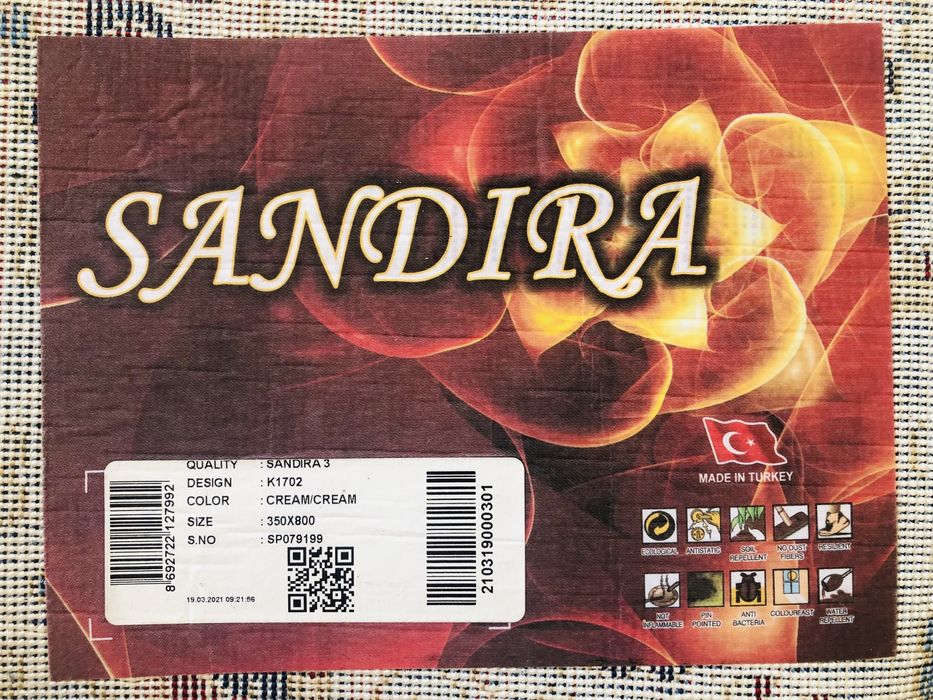 SANDIRA
MADE IN TURKEY
QUALITY : SANDIRA 3
DESIGN : K1702
COLOR : CREAM/CREAM
SIZE : 350X800
S.NO : SP079199
19.03.2021 09:21:56
8692722127992
210319000301
ECOLOGICAL
ANTISTATIC
SOIL REPELLENT
NO DUST FIBERS
RESILIENT
NOT INFLAMMABLE
PIN POINTED
ANTI BACTERIA
COLOURFAST
WATER REPELLENT